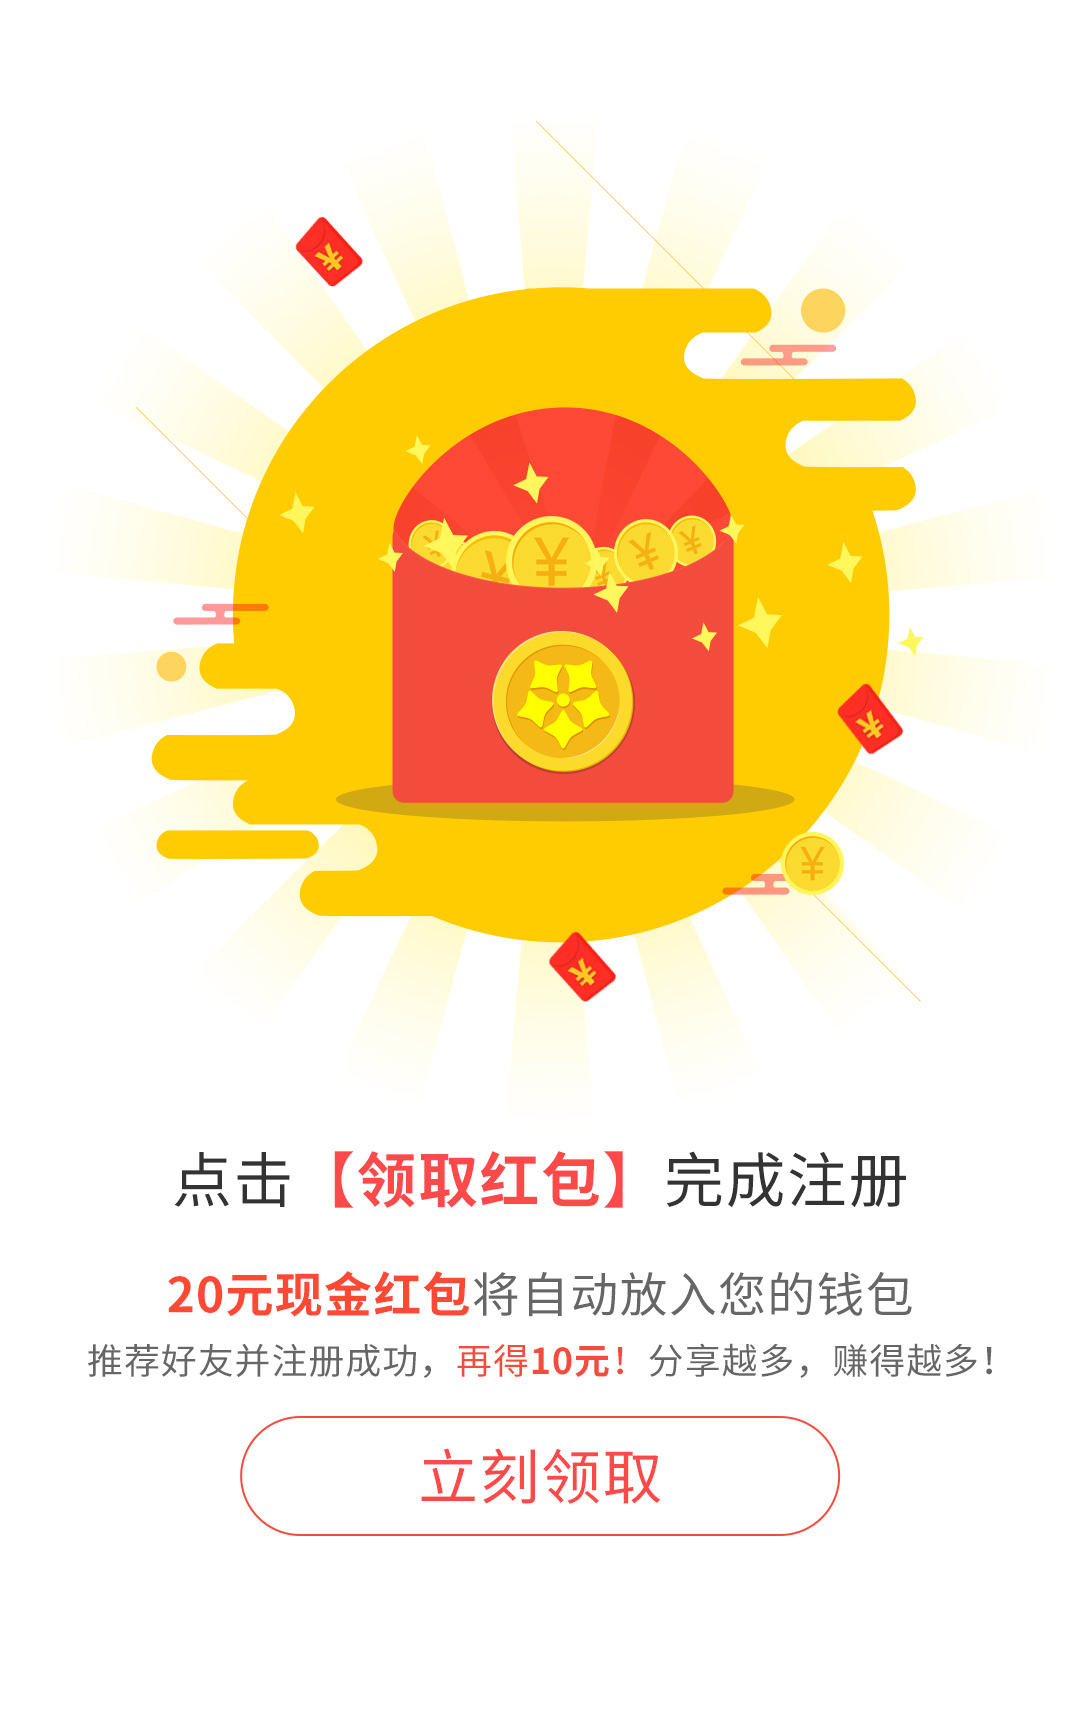 点击【领取红包】完成注册
20元现金红包将自动放入您的钱包
推荐好友并注册成功，再得10元！分享越多，赚得越多！
立刻领取